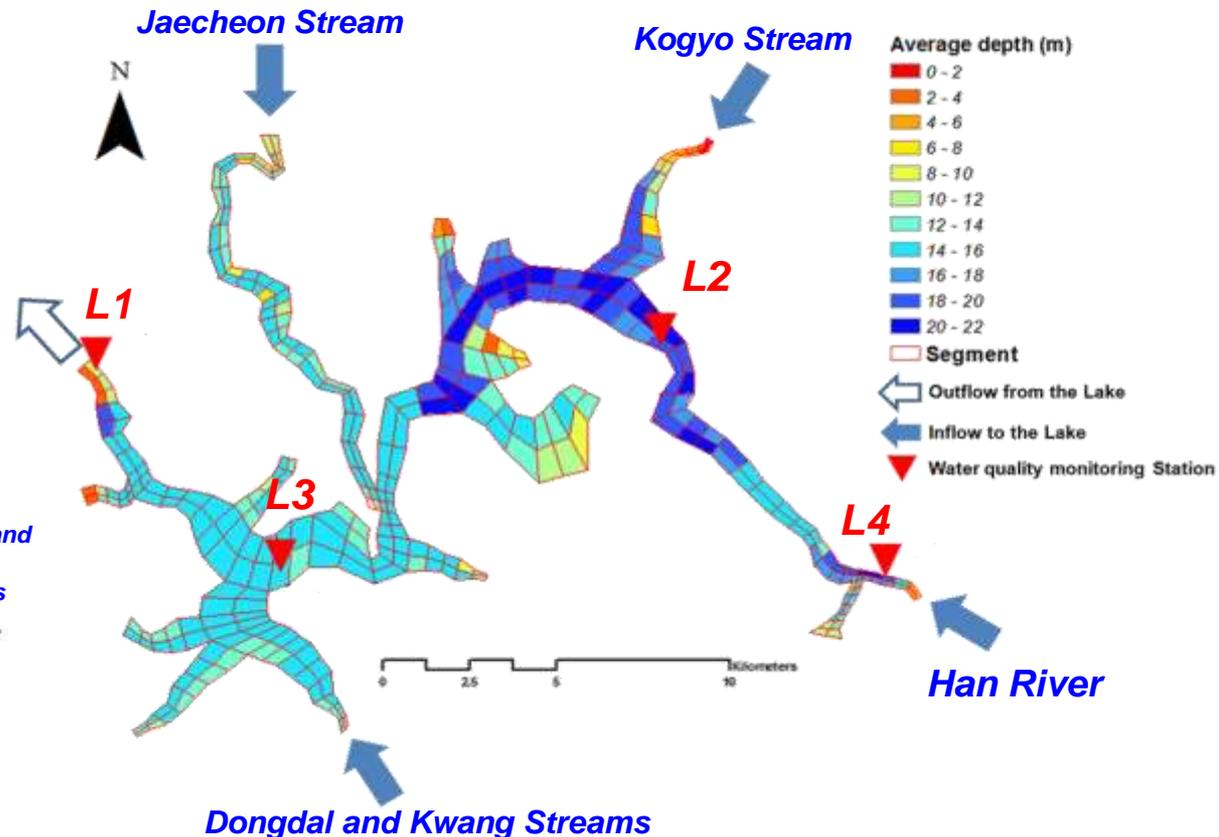 Jaecheon Stream
Kogyo Stream
N
Average depth (m)
0 - 2
2 - 4
4 - 6
6 - 8
8 - 10
10 - 12
12 - 14
14 - 16
16 - 18
18 - 20
20 - 22
Segment
Outflow from the Lake
Inflow to the Lake
Water quality monitoring Station
L1
L2
L3
L4
and
s
Kilometers
0 2.5 5 10
Han River
Dongdal and Kwang Streams